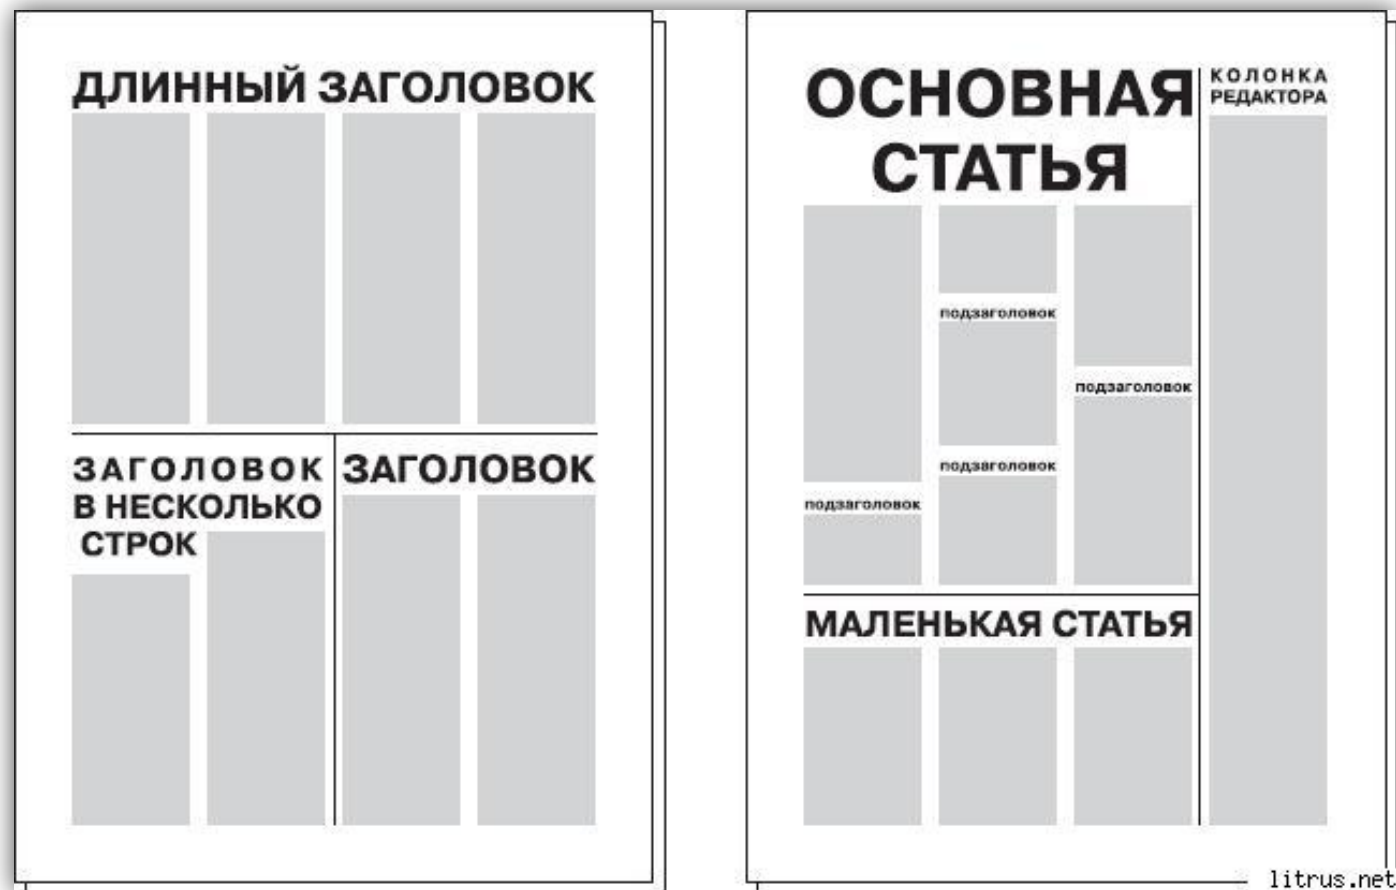 ДЛИННЫЙ ЗАГОЛОВОК
ЗАГОЛОВОК
В НЕСКОЛЬКО
СТРОК
ЗАГОЛОВОК
ОСНОВНАЯ
СТАТЬЯ
подзаголовок
подзаголовок
подзаголовок
подзаголовок
МАЛЕНЬКАЯ СТАТЬЯ
КОЛОНКА
РЕДАКТОРА
litrus.net